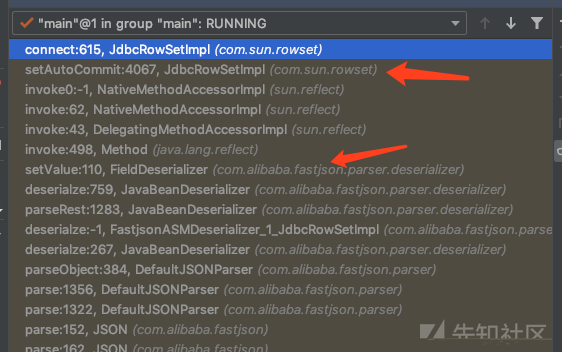 "main"@1 in group "main": RUNNING
connect:615, JdbcRowSetImpl (com.sun.rowset)
setAutoCommit:4067, JdbcRowSetImpl (com.sun.rowset)
invoke0:-1, NativeMethodAccessorImpl (sun.reflect)
invoke:62, NativeMethodAccessorImpl (sun.reflect)
invoke:43, DelegatingMethodAccessorImpl (sun.reflect)
invoke:498, Method (java.lang.reflect)
setValue:110, FieldDeserializer (com.alibaba.fastjson.parser.deserializer)
deserialze:759, JavaBeanDeserializer (com.alibaba.fastjson.parser.deserializer)
parseRest:1283, JavaBeanDeserializer (com.alibaba.fastjson.parser.deserializer)
deserialze:-1, FastjsonASMDeserializer_1_JdbcRowSetImpl (com.alibaba.fastjson.parse
deserialze:267, JavaBeanDeserializer (com.alibaba.fastjson.parser.deserializer)
parseObject:384, DefaultJSONParser (com.alibaba.fastjson.parser)
parse:1356, DefaultJSONParser (com.alibaba.fastjson.parser)
parse:1322, DefaultJSONParser (com.alibaba.fastjson.parser)
parse:152, JSON (com.alibaba.fastjson)
parse:162, JSON (com.alibaba.fastjson)
先知社区